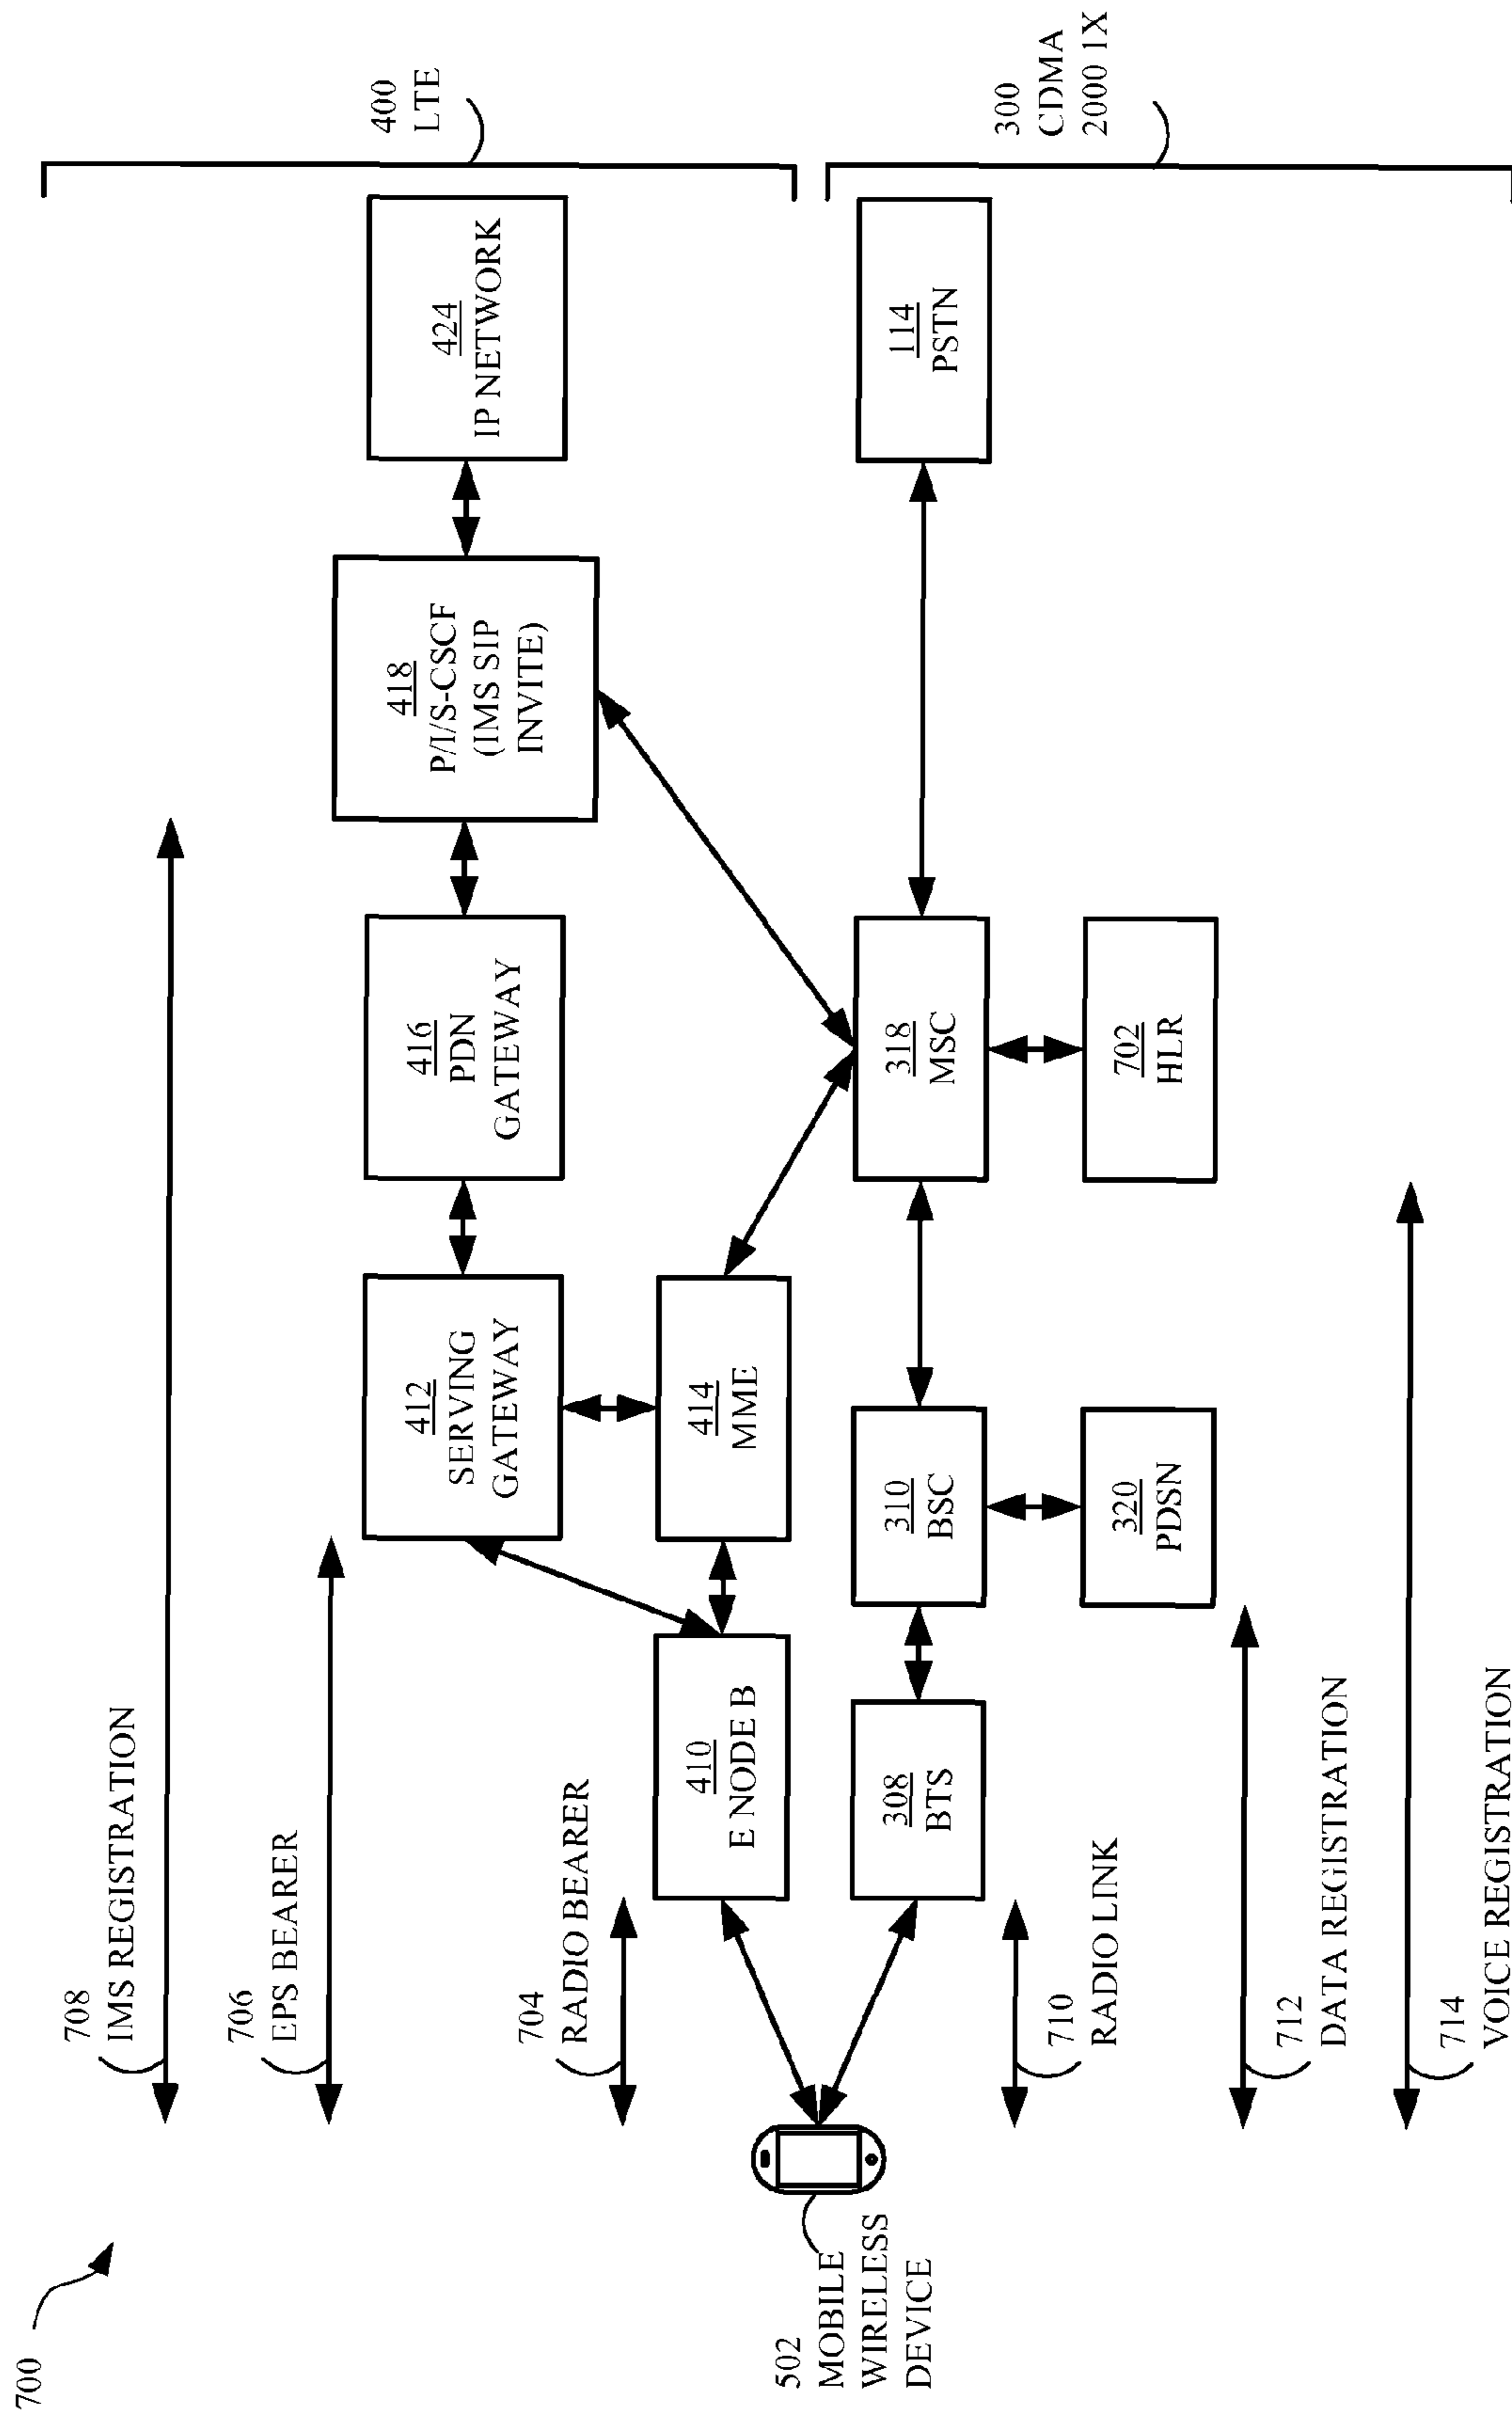 700
708
IMS REGISTRATION
706
EPS BEARER
704
RADIO BEARER
400
LTE
412
SERVING
GATEWAY
416
PDN
GATEWAY
418
P/I/S-CSCF
(IMS SIP
INVITE)
424
IP NETWORK
410
E NODE B
414
MME
502
MOBILE
WIRELESS
DEVICE
308
BTS
310
BSC
318
MSC
114
PSTN
300
CDMA
2000 1X
320
PDSN
702
HLR
710
RADIO LINK
712
DATA REGISTRATION
714
VOICE REGISTRATION